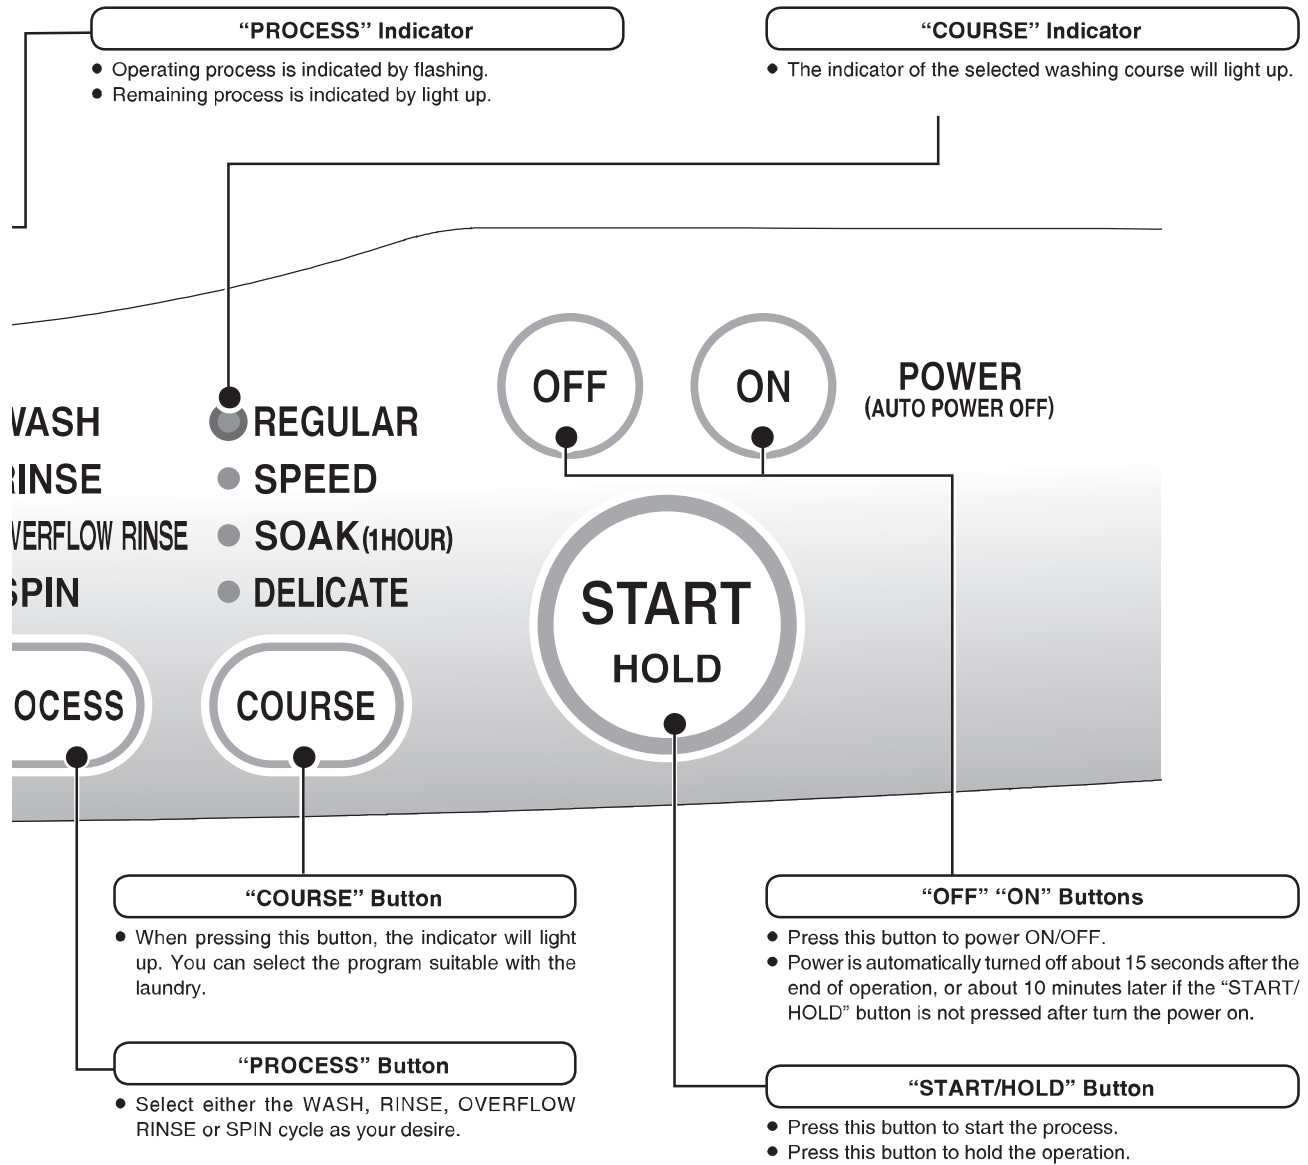 “PROCESS” Indicator
● Operating process is indicated by flashing.
● Remaining process is indicated by light up.
“COURSE” Indicator
● The indicator of the selected washing course will light up.
OFF
ON
POWER
(AUTO POWER OFF)
WASH
RINSE
OVERFLOW RINSE
SPIN
REGULAR
SPEED
SOAK(1HOUR)
DELICATE
START
HOLD
OCESS
COURSE
“COURSE” Button
● When pressing this button, the indicator will light
up. You can select the program suitable with the
laundry.
“PROCESS” Button
● Select either the WASH, RINSE, OVERFLOW
RINSE or SPIN cycle as your desire.
“OFF” “ON” Buttons
● Press this button to power ON/OFF.
● Power is automatically turned off about 15 seconds after the
end of operation, or about 10 minutes later if the “START/
HOLD” button is not pressed after turn the power on.
“START/HOLD” Button
● Press this button to start the process.
● Press this button to hold the operation.